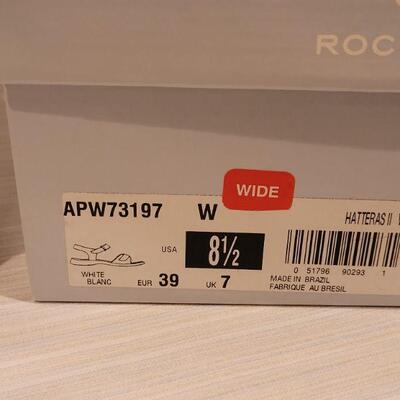 ROC
WIDE
APW73197 W HATTERAS II
USA 8½
WHITE
BLANC
EUR 39 UK 7
0 51796 90293 1
MADE IN BRAZIL
FABRIQUE AU BRESIL